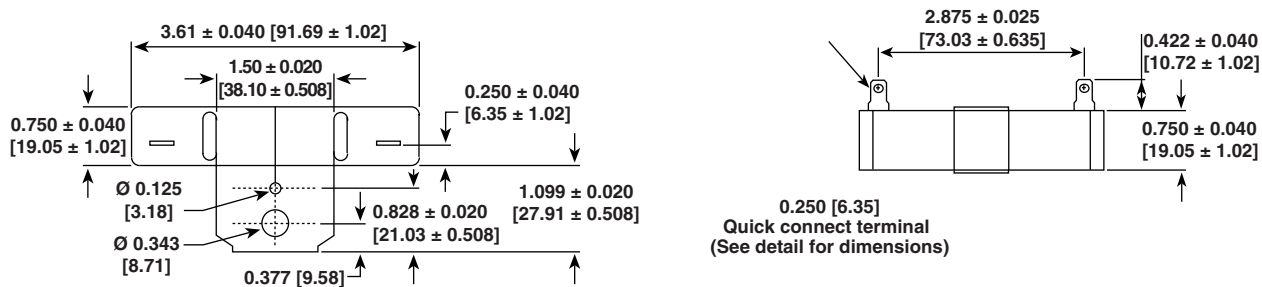 3.61 ± 0.040 [91.69 ± 1.02]
1.50 ± 0.020
[38.10 ± 0.508]
0.250 ± 0.040
[6.35 ± 1.02]
0.750 ± 0.040
[19.05 ± 1.02]
Ø 0.125
[3.18]
Ø 0.343
[8.71]
0.377 [9.58]
0.828 ± 0.020
[21.03 ± 0.508]
1.099 ± 0.020
[27.91 ± 0.508]
2.875 ± 0.025
[73.03 ± 0.635]
0.422 ± 0.040
[10.72 ± 1.02]
0.750 ± 0.040
[19.05 ± 1.02]
0.250 [6.35]
Quick connect terminal
(See detail for dimensions)